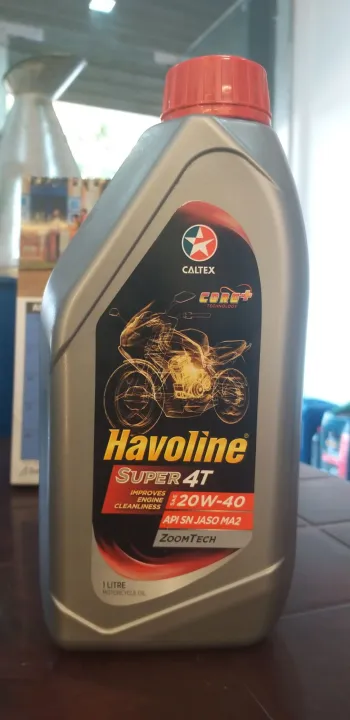 CALTEX
CORE+
TECHNOLOGY
Havoline®
SUPER 4T
IMPROVES
ENGINE
CLEANLINESS
SAE 20W-40
API SN JASO MA2
ZOOMTECH
1 LITRE
MOTORCYCLE OIL